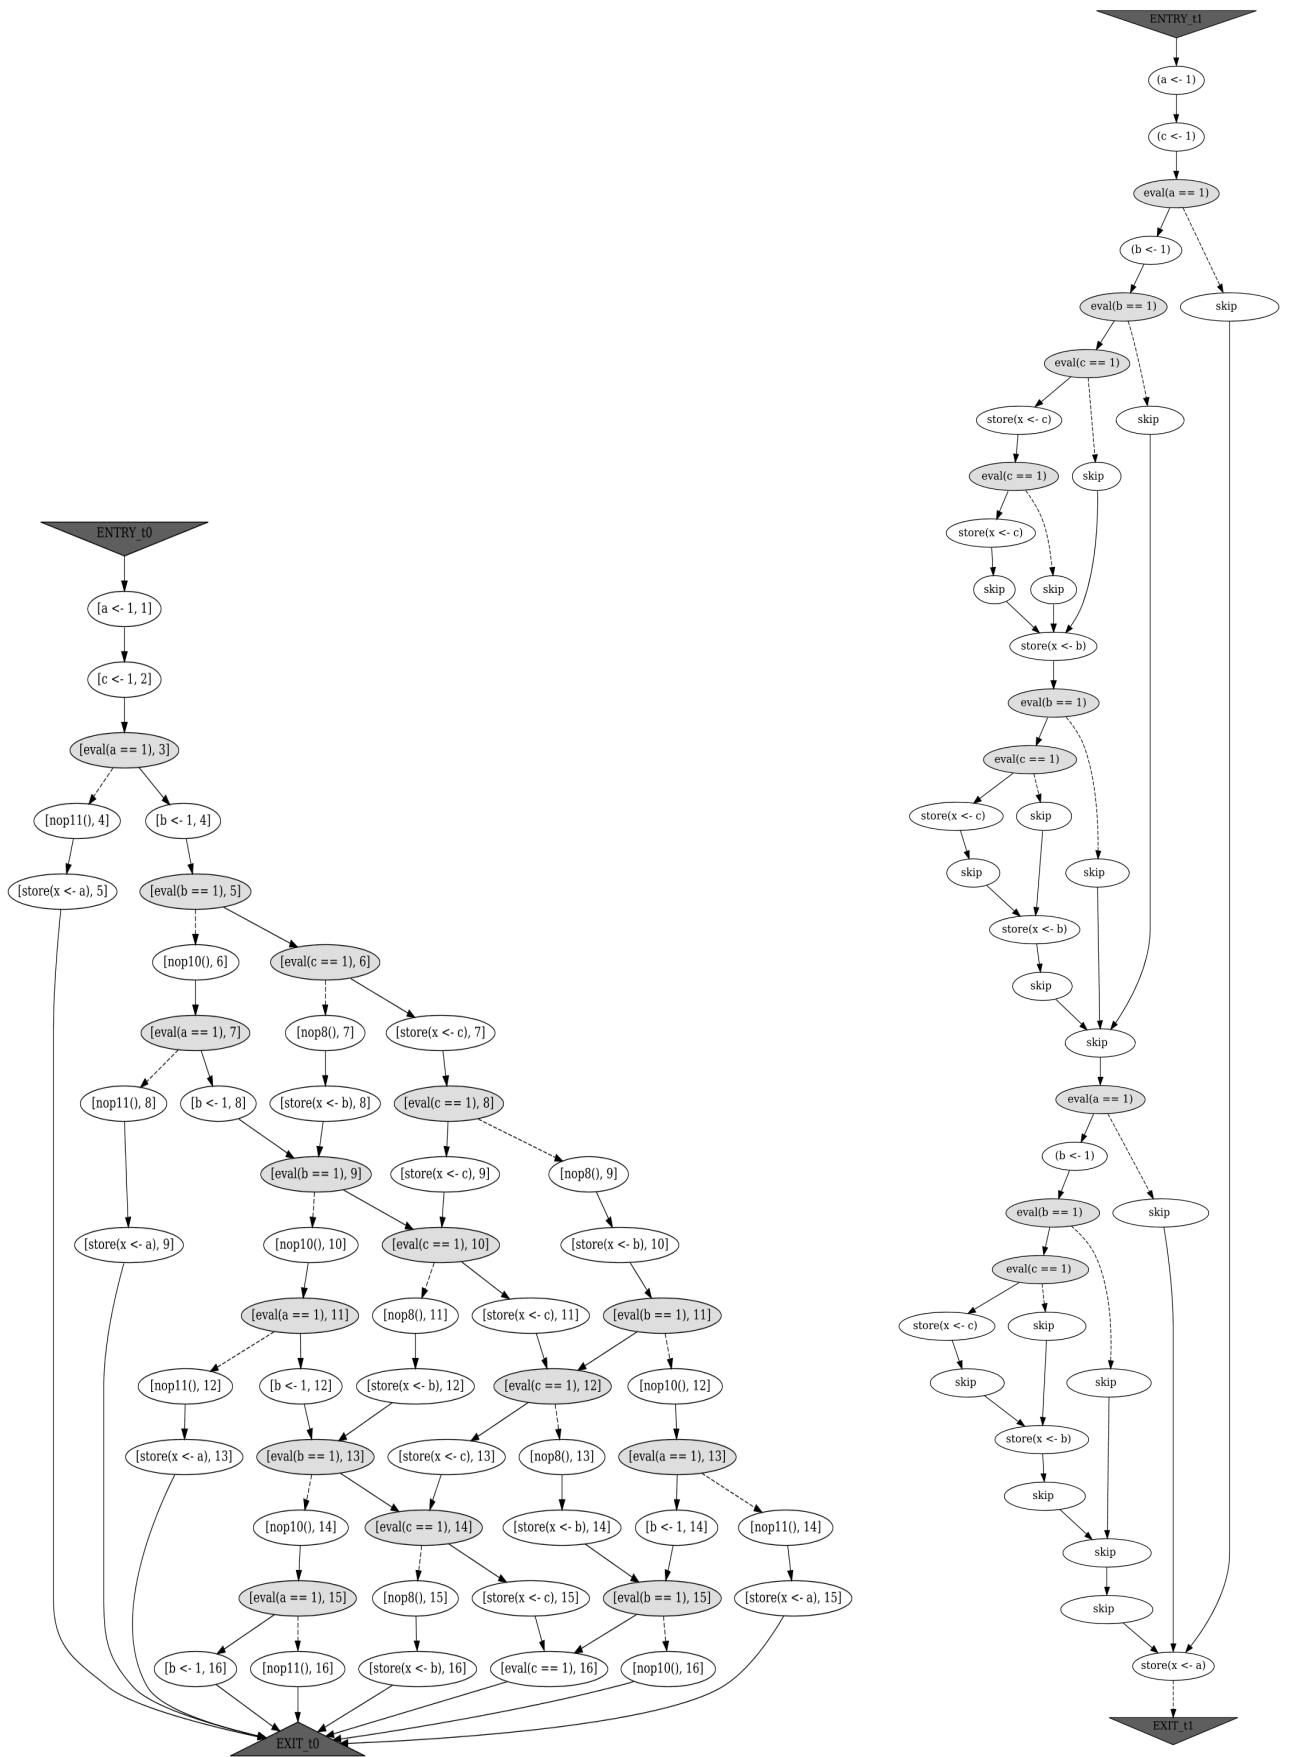 ENTRY_t1
(a <- 1)
(c <- 1)
eval(a == 1)
(b <- 1)
eval(b == 1)
skip
eval(c == 1)
store(x <- c)
skip
eval(c == 1)
skip
store(x <- c)
skip
skip
store(x <- b)
eval(b == 1)
eval(c == 1)
store(x <- c)
skip
skip
skip
store(x <- b)
skip
skip
eval(a == 1)
(b <- 1)
eval(b == 1)
skip
eval(c == 1)
store(x <- c)
skip
skip
skip
store(x <- b)
skip
skip
skip
store(x <- a)
EXIT_t1
ENTRY_t0
[a <- 1, 1]
[c <- 1, 2]
[eval(a == 1), 3]
[nop11(), 4]
[b <- 1, 4]
[store(x <- a), 5]
[eval(b == 1), 5]
[nop10(), 6]
[eval(c == 1), 6]
[eval(a == 1), 7]
[nop8(), 7]
[store(x <- c), 7]
[nop11(), 8]
[b <- 1, 8]
[store(x <- b), 8]
[eval(c == 1), 8]
[eval(b == 1), 9]
[store(x <- c), 9]
[nop8(), 9]
[store(x <- a), 9]
[nop10(), 10]
[eval(c == 1), 10]
[store(x <- b), 10]
[eval(a == 1), 11]
[nop8(), 11]
[store(x <- c), 11]
[eval(b == 1), 11]
[nop11(), 12]
[b <- 1, 12]
[store(x <- b), 12]
[eval(c == 1), 12]
[nop10(), 12]
[store(x <- a), 13]
[eval(b == 1), 13]
[store(x <- c), 13]
[nop8(), 13]
[eval(a == 1), 13]
[nop10(), 14]
[eval(c == 1), 14]
[store(x <- b), 14]
[b <- 1, 14]
[nop11(), 14]
[eval(a == 1), 15]
[nop8(), 15]
[store(x <- c), 15]
[eval(b == 1), 15]
[store(x <- a), 15]
[b <- 1, 16]
[nop11(), 16]
[store(x <- b), 16]
[eval(c == 1), 16]
[nop10(), 16]
EXIT_t0